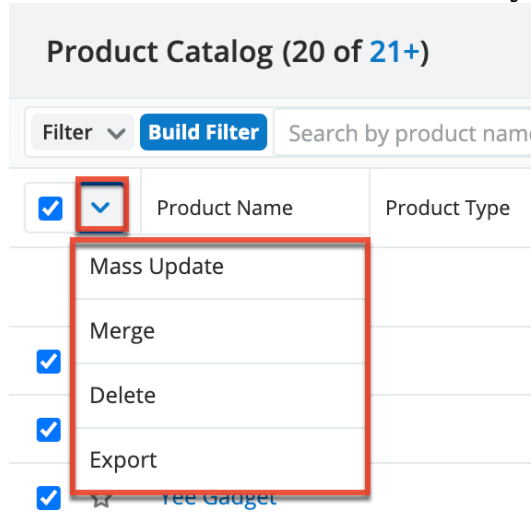 Product Catalog (20 of 21+)
Filter Build Filter Search by product name
Product Name Product Type
Mass Update
Merge
Delete
Export
Yee Gadget